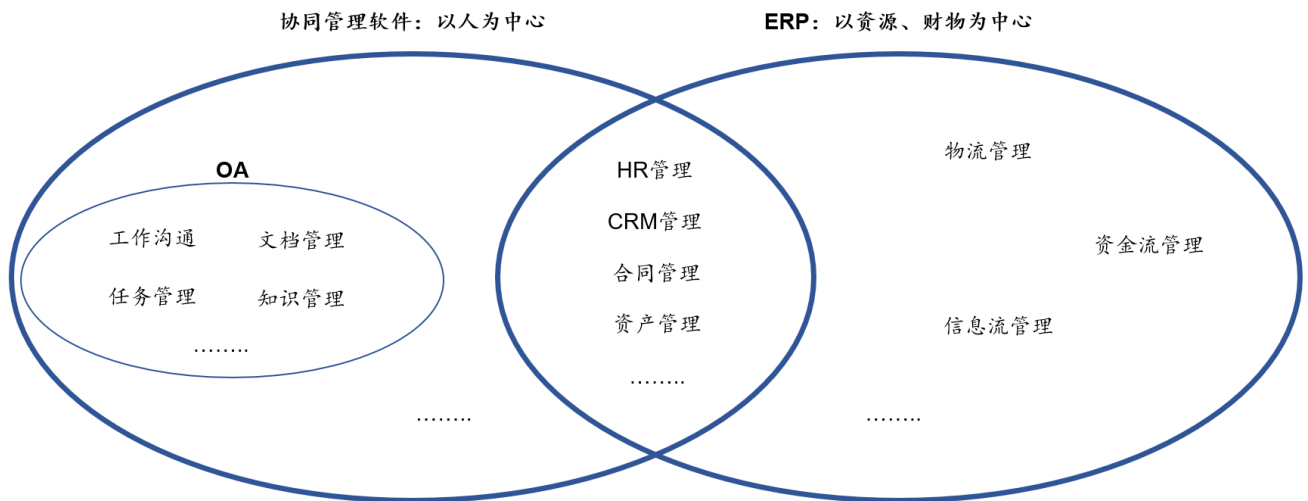 协同管理软件：以人为中心
ERP：以资源、财物为中心
OA
工作沟通 文档管理
任务管理 知识管理
........
........
HR管理
CRM管理
合同管理
资产管理
........
物流管理
资金流管理
信息流管理
........